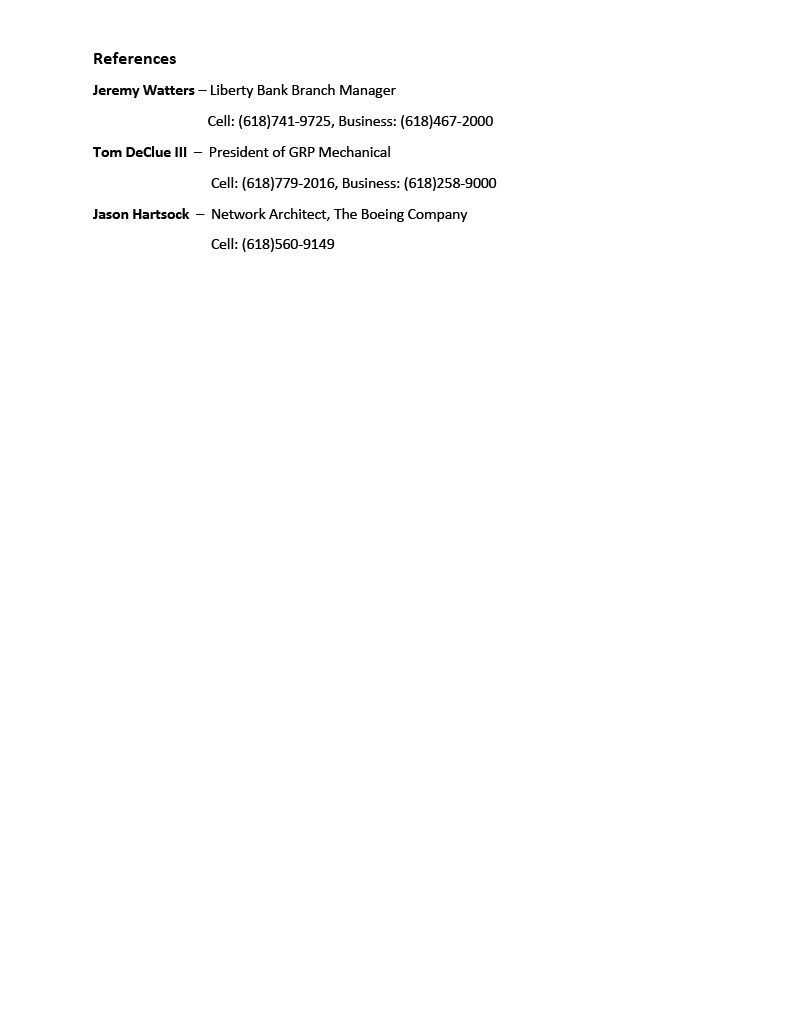 References
Jeremy Watters – Liberty Bank Branch Manager
Cell: (618)741-9725, Business: (618)467-2000
Tom DeClue III – President of GRP Mechanical
Cell: (618)779-2016, Business: (618)258-9000
Jason Hartsock – Network Architect, The Boeing Company
Cell: (618)560-9149